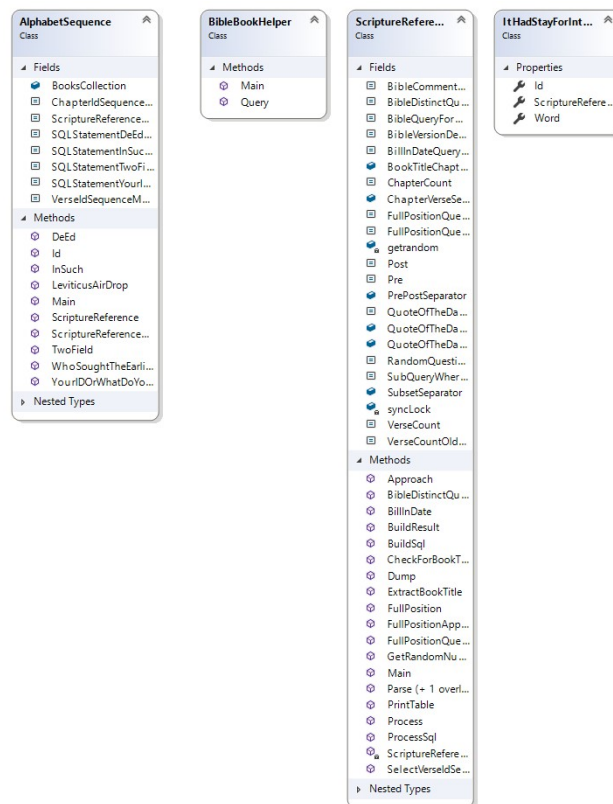 AlphabetSequence
Class
Fields
BooksCollection
ChapterIdSequence...
ScriptureReference...
SQLStatementDeEd...
SQLStatementInSuc...
SQLStatementTwoFi...
SQLStatementYourI...
VerseIdSequenceM...
Methods
DeEd
Id
InSuch
LeviticusAirDrop
Main
ScriptureReference
ScriptureReference...
TwoField
WhoSoughtTheEarli...
YourIDOrWhatDoYo...
Nested Types
BibleBookHelper
Class
Methods
Main
Query
ScriptureRefere...
Class
Fields
BibleComment...
BibleDistinctQu...
BibleQueryFor...
BibleVersionDe...
BillInDateQuery...
BookTitleChapt...
ChapterCount
ChapterVerseSe...
FullPositionQue...
FullPositionQue...
getrandom
Post
Pre
PrePostSeparator
QuoteOfTheDa...
QuoteOfTheDa...
QuoteOfTheDa...
RandomQuesti...
SubQueryWher...
SubsetSeparator
syncLock
VerseCount
VerseCountOld...
Methods
Approach
BibleDistinctQu...
BillInDate
BuildResult
BuildSql
CheckForBookT...
Dump
ExtractBookTitle
FullPosition
FullPositionApp...
FullPositionQue...
GetRandomNu...
Main
Parse (+ 1 overl...
PrintTable
Process
ProcessSql
ScriptureRefere...
SelectVerseIdSe...
Nested Types
ItHadStayForInt...
Class
Properties
Id
ScriptureRefere...
Word